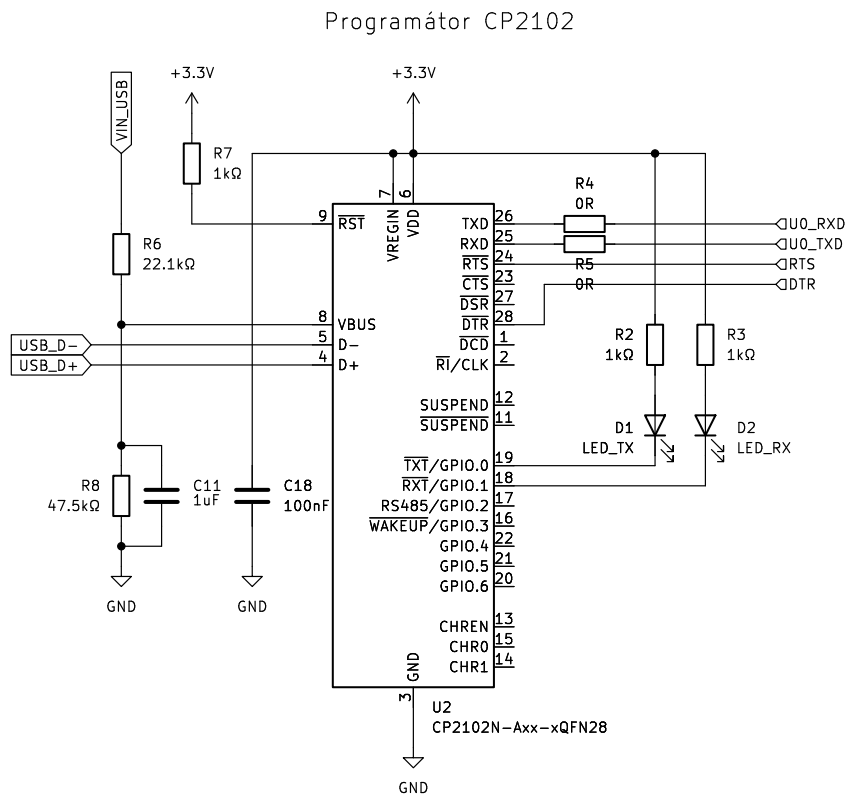 Programátor CP2102
+3.3V
+3.3V
VIN_USB
R7
1kΩ
R6
22.1kΩ
USB_D-
USB_D+
R8
47.5kΩ
C11
1uF
C18
100nF
GND
GND
9 RST
8 VBUS
5 D-
4 D+
7 VREGIN
6 VDD
TXD 26
RXD 25
RTS 24
CTS 23
DSR 27
DTR 28
DCD 1
RI/CLK 2
SUSPEND 12
SUSPEND 11
TXT/GPIO.0 19
RXT/GPIO.1 18
RS485/GPIO.2 17
WAKEUP/GPIO.3 16
GPIO.4 22
GPIO.5 21
GPIO.6 20
CHREN 13
CHR0 15
CHR1 14
GND
3
U2
CP2102N-Axx-xQFN28
GND
R4
0R
R5
0R
U0_RXD
U0_TXD
RTS
DTR
R2
1kΩ
R3
1kΩ
D1
LED_TX
D2
LED_RX